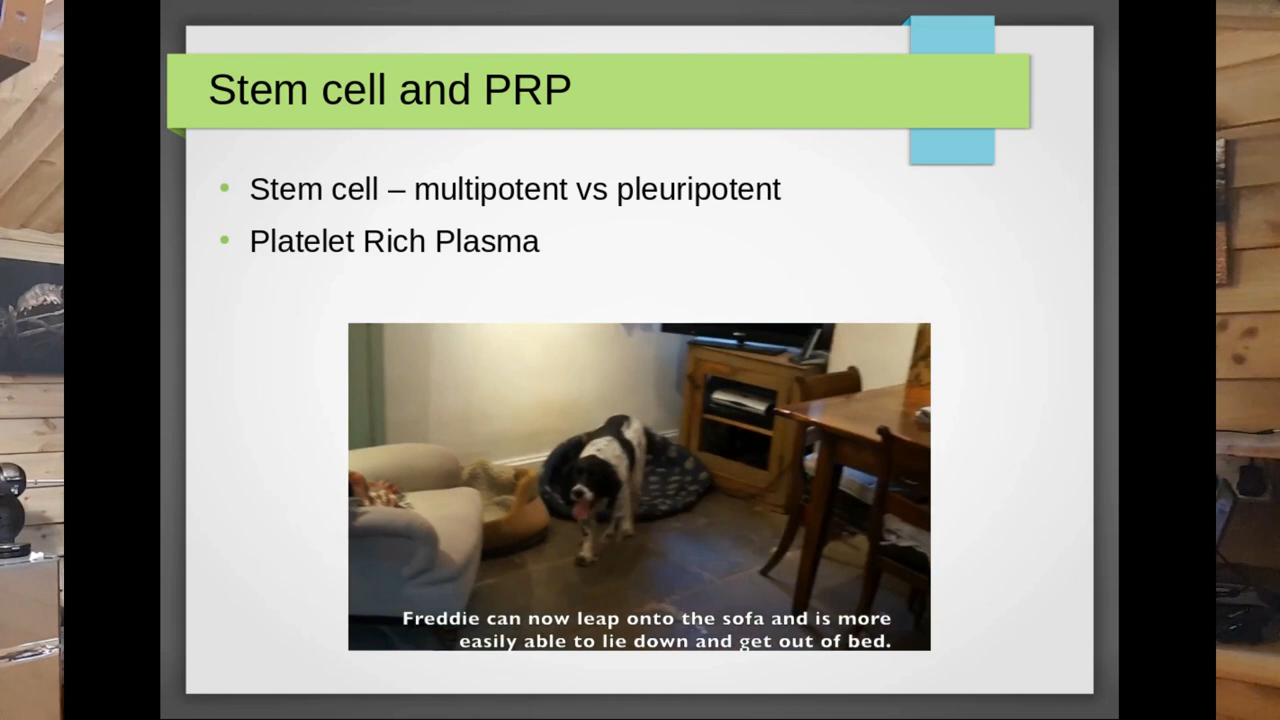 Stem cell and PRP
Stem cell – multipotent vs pleuripotent
Platelet Rich Plasma
Freddie can now leap onto the sofa and is more
easily able to lie down and get out of bed.